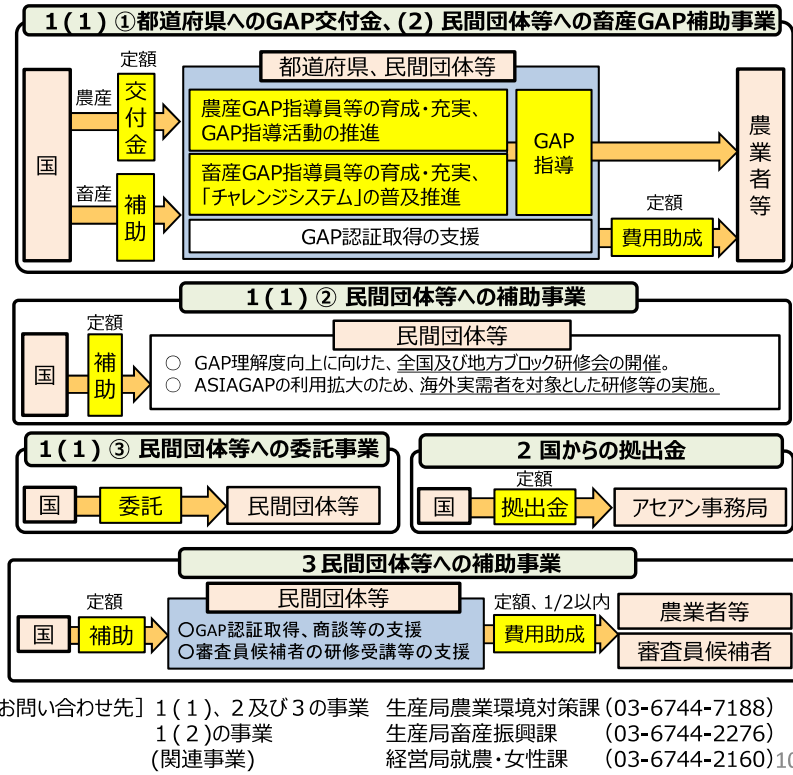 1(1) ①都道府県へのGAP交付金、(2) 民間団体等への畜産GAP補助事業
定額
都道府県、民間団体等
国
農産
交付金
農産GAP指導員等の育成・充実、
GAP指導活動の推進
GAP
指導
農業者等
畜産
補助
畜産GAP指導員等の育成・充実、
「チャレンジシステム」の普及推進
定額
GAP認証取得の支援
費用助成
1(1) ② 民間団体等への補助事業
定額
民間団体等
国
補助
○ GAP理解度向上に向けた、全国及び地方ブロック研修会の開催。
○ ASIAGAPの利用拡大のため、海外実需者を対象とした研修等の実施。
1(1) ③ 民間団体等への委託事業
国
委託
民間団体等
2 国からの拠出金
定額
国
拠出金
アセアン事務局
3 民間団体等への補助事業
定額
民間団体等
定額、1/2以内
国
補助
○GAP認証取得、商談等の支援
○審査員候補者の研修受講等の支援
費用助成
農業者等
審査員候補者
お問い合わせ先］ 1(1)、2及び3の事業 生産局農業環境対策課(03-6744-7188)
1(2)の事業 生産局畜産振興課 (03-6744-2276)
(関連事業) 経営局就農・女性課 (03-6744-2160)
10